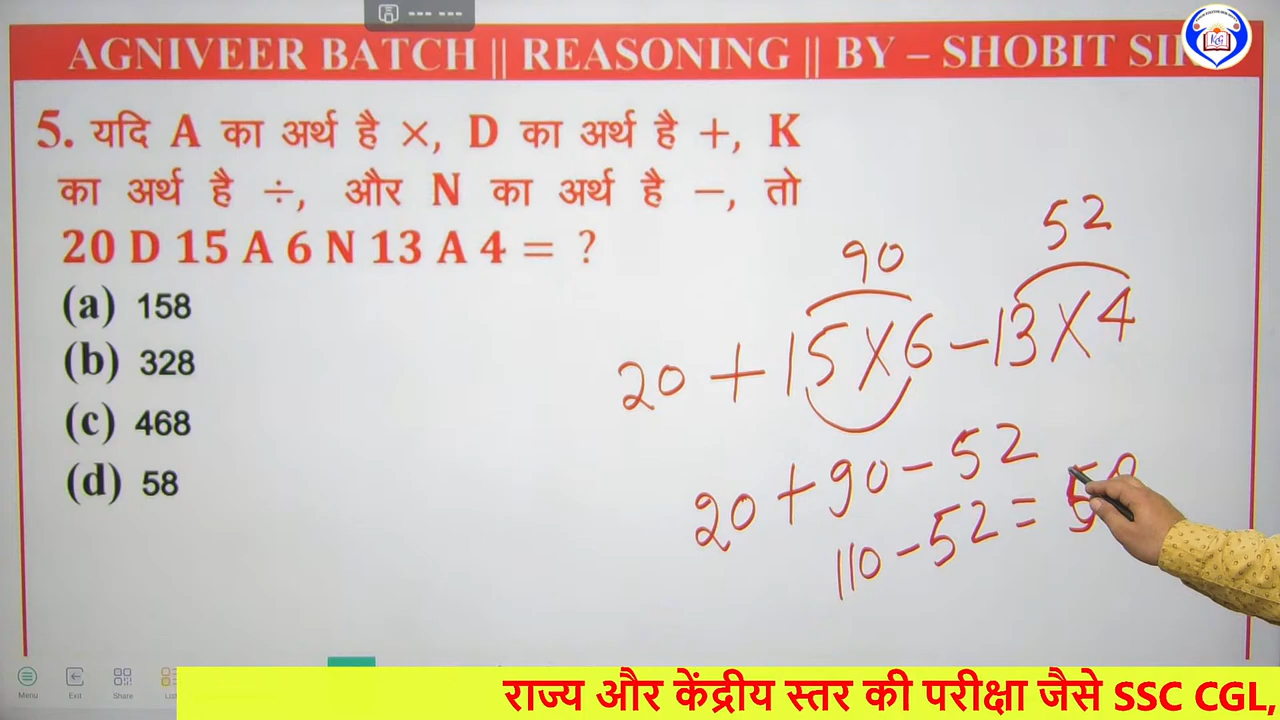 AGNIVEER BATCH || REASONING || BY – SHOBIT SIR
5. यदि A का अर्थ है ×, D का अर्थ है +, K
का अर्थ है ÷, और N का अर्थ है −, तो
20 D 15 A 6 N 13 A 4 = ?
(a) 158
(b) 328
(c) 468
(d) 58
90
52
20 + 15 X 6 − 13 X 4
20 + 90 − 52
110 − 52 =
Menu
Exit
Share
राज्य और केंद्रीय स्तर की परीक्षा जैसे SSC CGL,